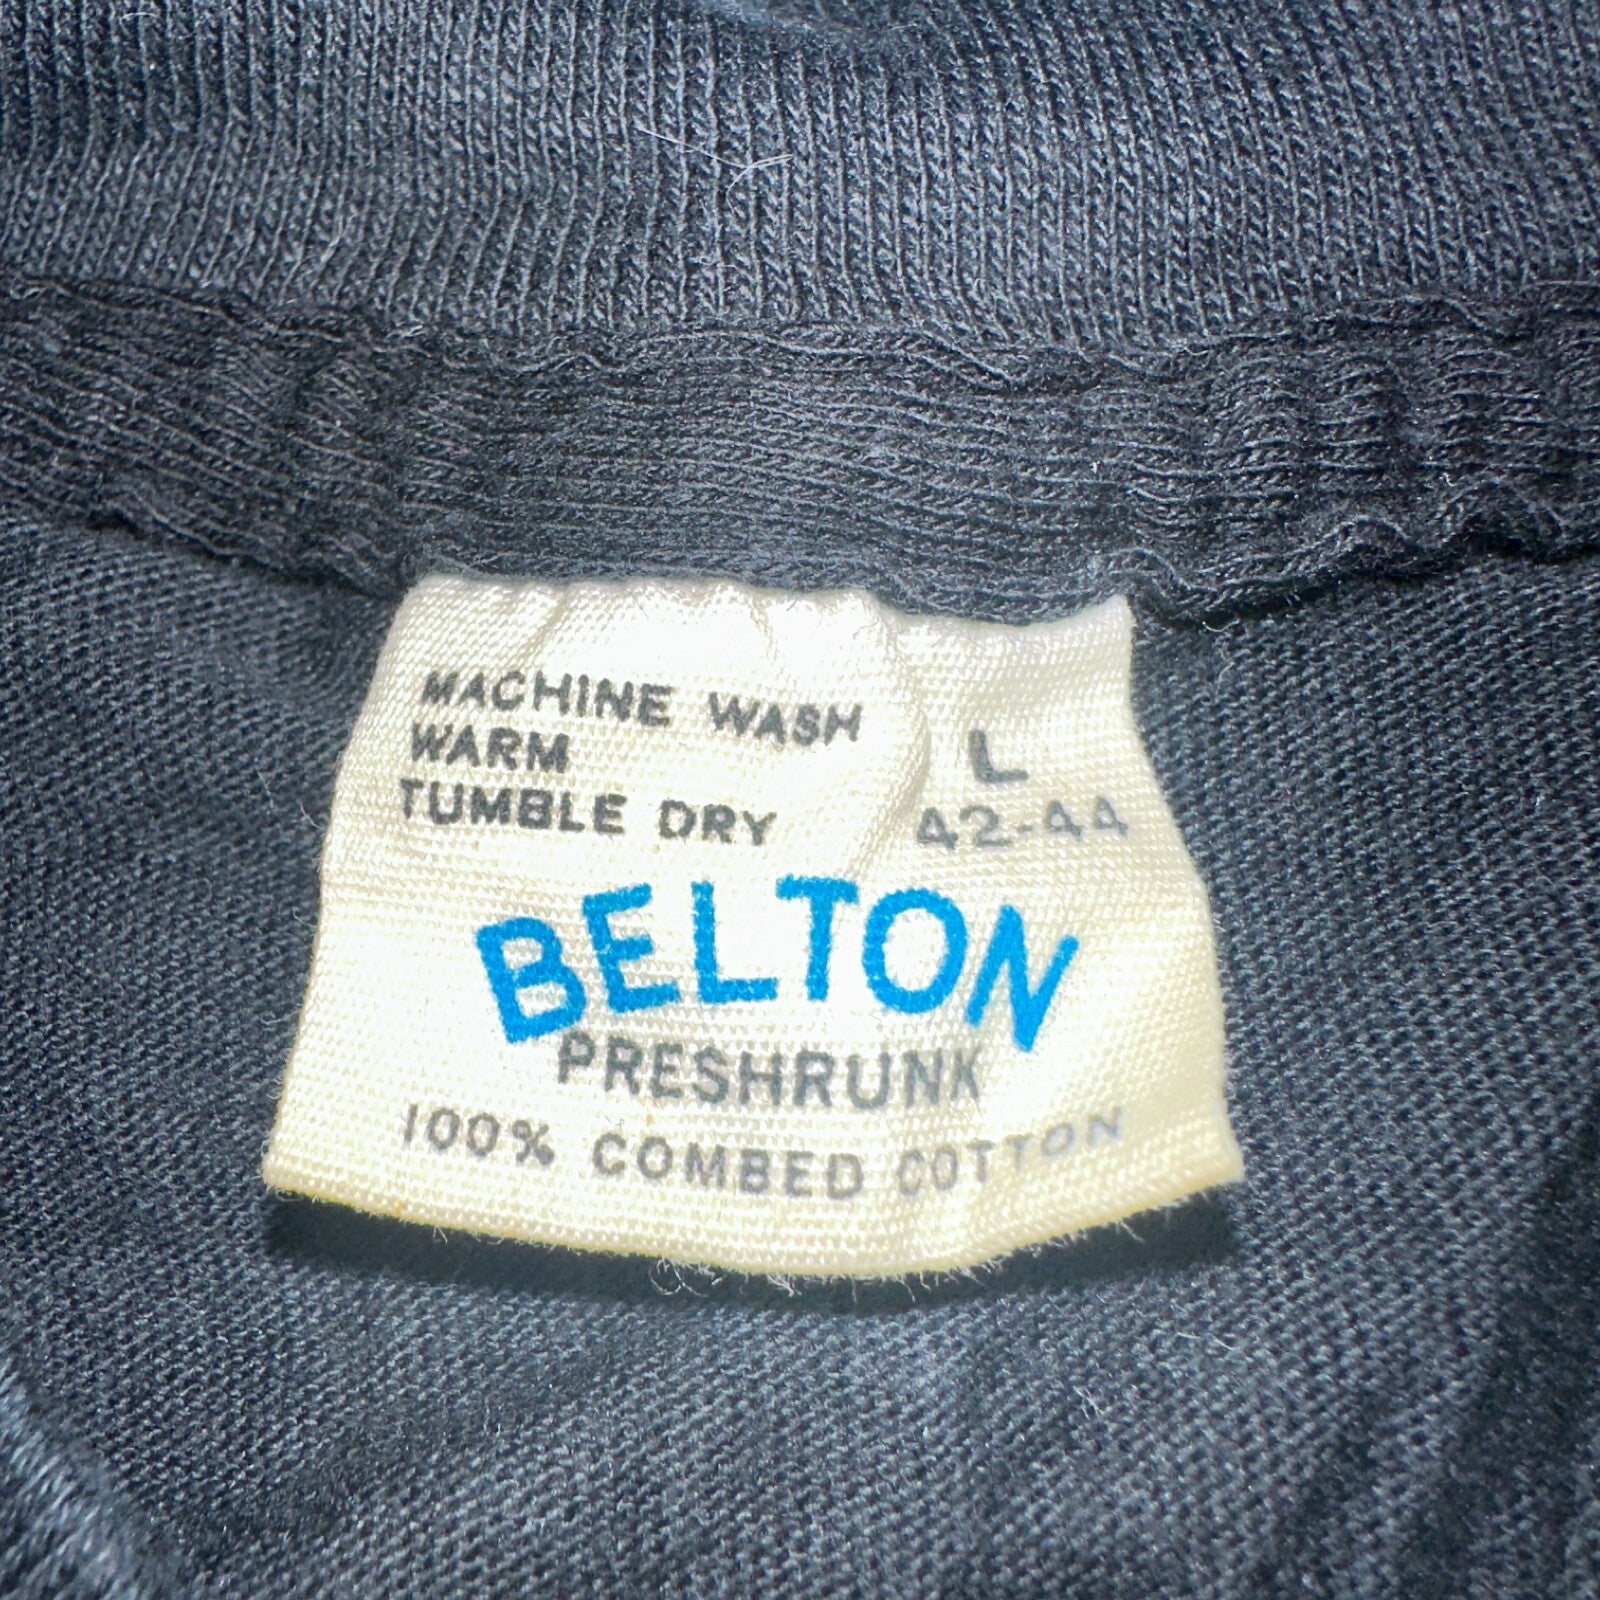 MACHINE WASH
WARM
TUMBLE DRY
L
42-44
BELTON
PRESHRUNK
100% COMBED COTTON